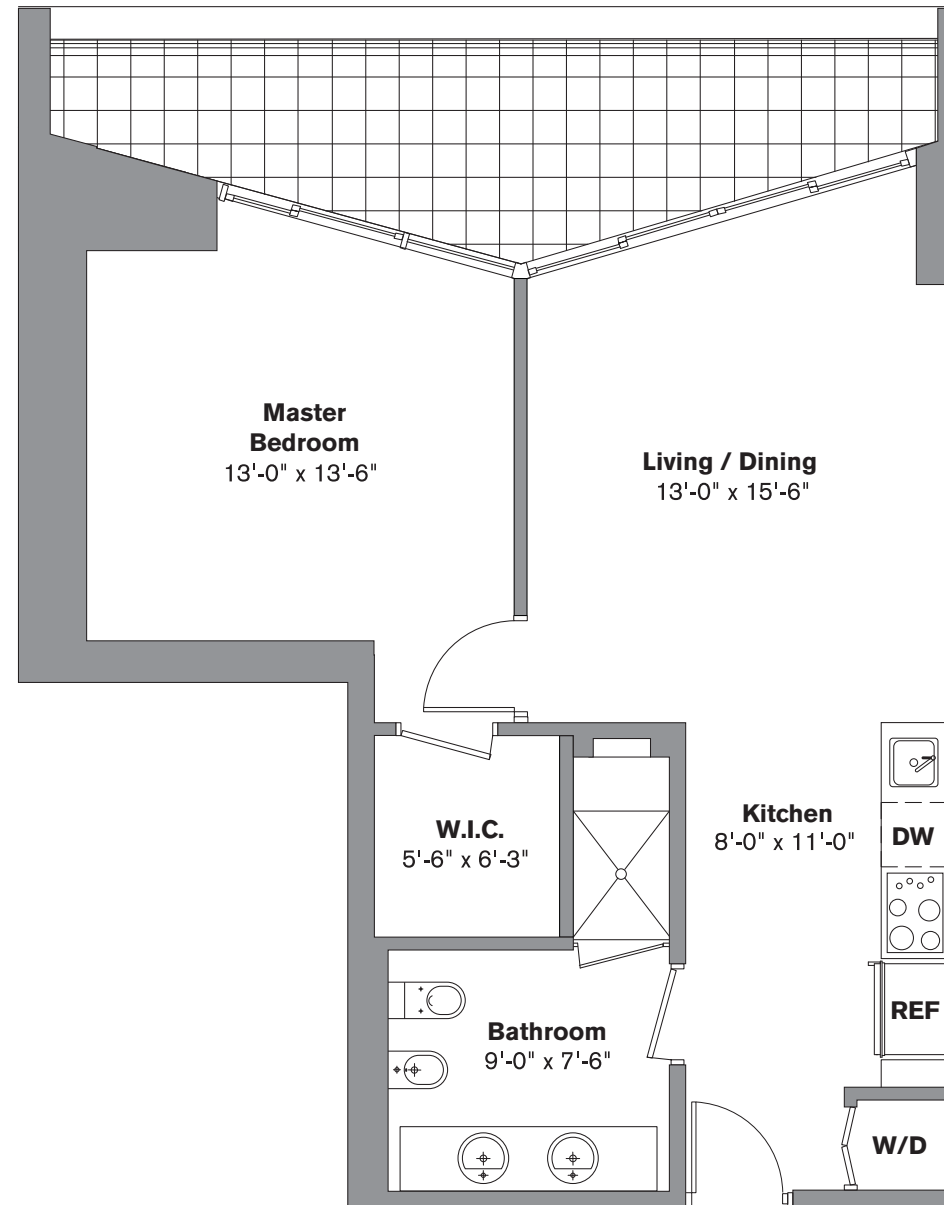 Master
Bedroom
13'-0" x 13'-6"
Living / Dining
13'-0" x 15'-6"
Kitchen
8'-0" x 11'-0"
DW
W.I.C.
5'-6" x 6'-3"
REF
Bathroom
9'-0" x 7'-6"
W/D